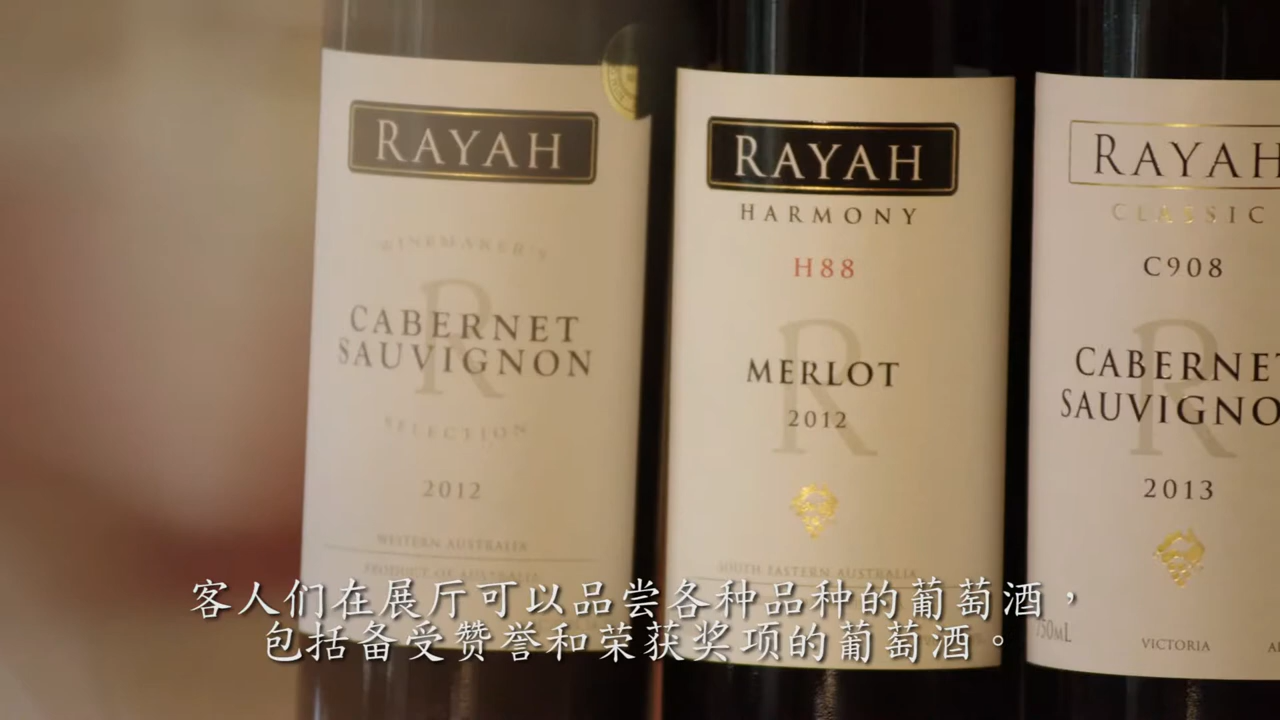 RAYAH
WINEMAKER'S
CABERNET
SAUVIGNON
SELECTION
2012
WESTERN AUSTRALIA
PRODUCT OF AUSTRALIA
RAYAH
HARMONY
H88
MERLOT
2012
SOUTH EASTERN AUSTRALIA
RAYAH
CLASSIC
C908
CABERNET
SAUVIGNO
2013
750ML
VICTORIA
客人们在展厅可以品尝各种品种的葡萄酒，
包括备受赞誉和荣获奖项的葡萄酒。